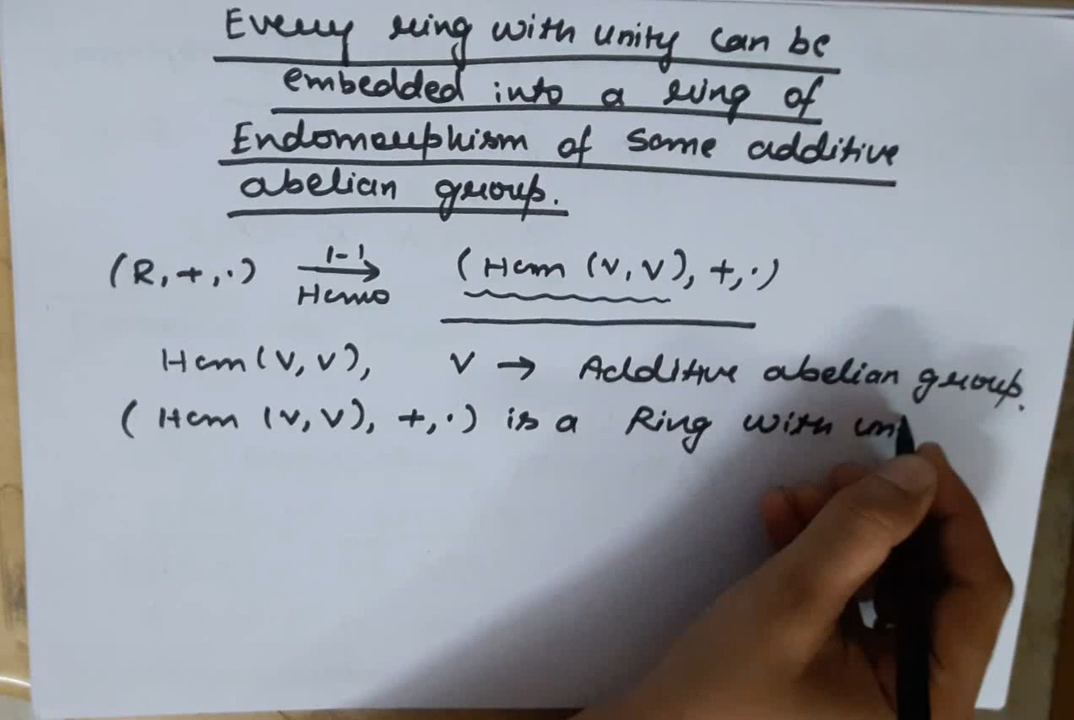 Every ring with unity can be
embedded into a ring of
Endomorphism of some additive
abelian group.
(R, +, ·) 1-1 → Homo (Hom (V, V), +, ·)
Hom (V, V), V → Additive abelian group.
(Hom (V, V), +, ·) is a Ring with uni